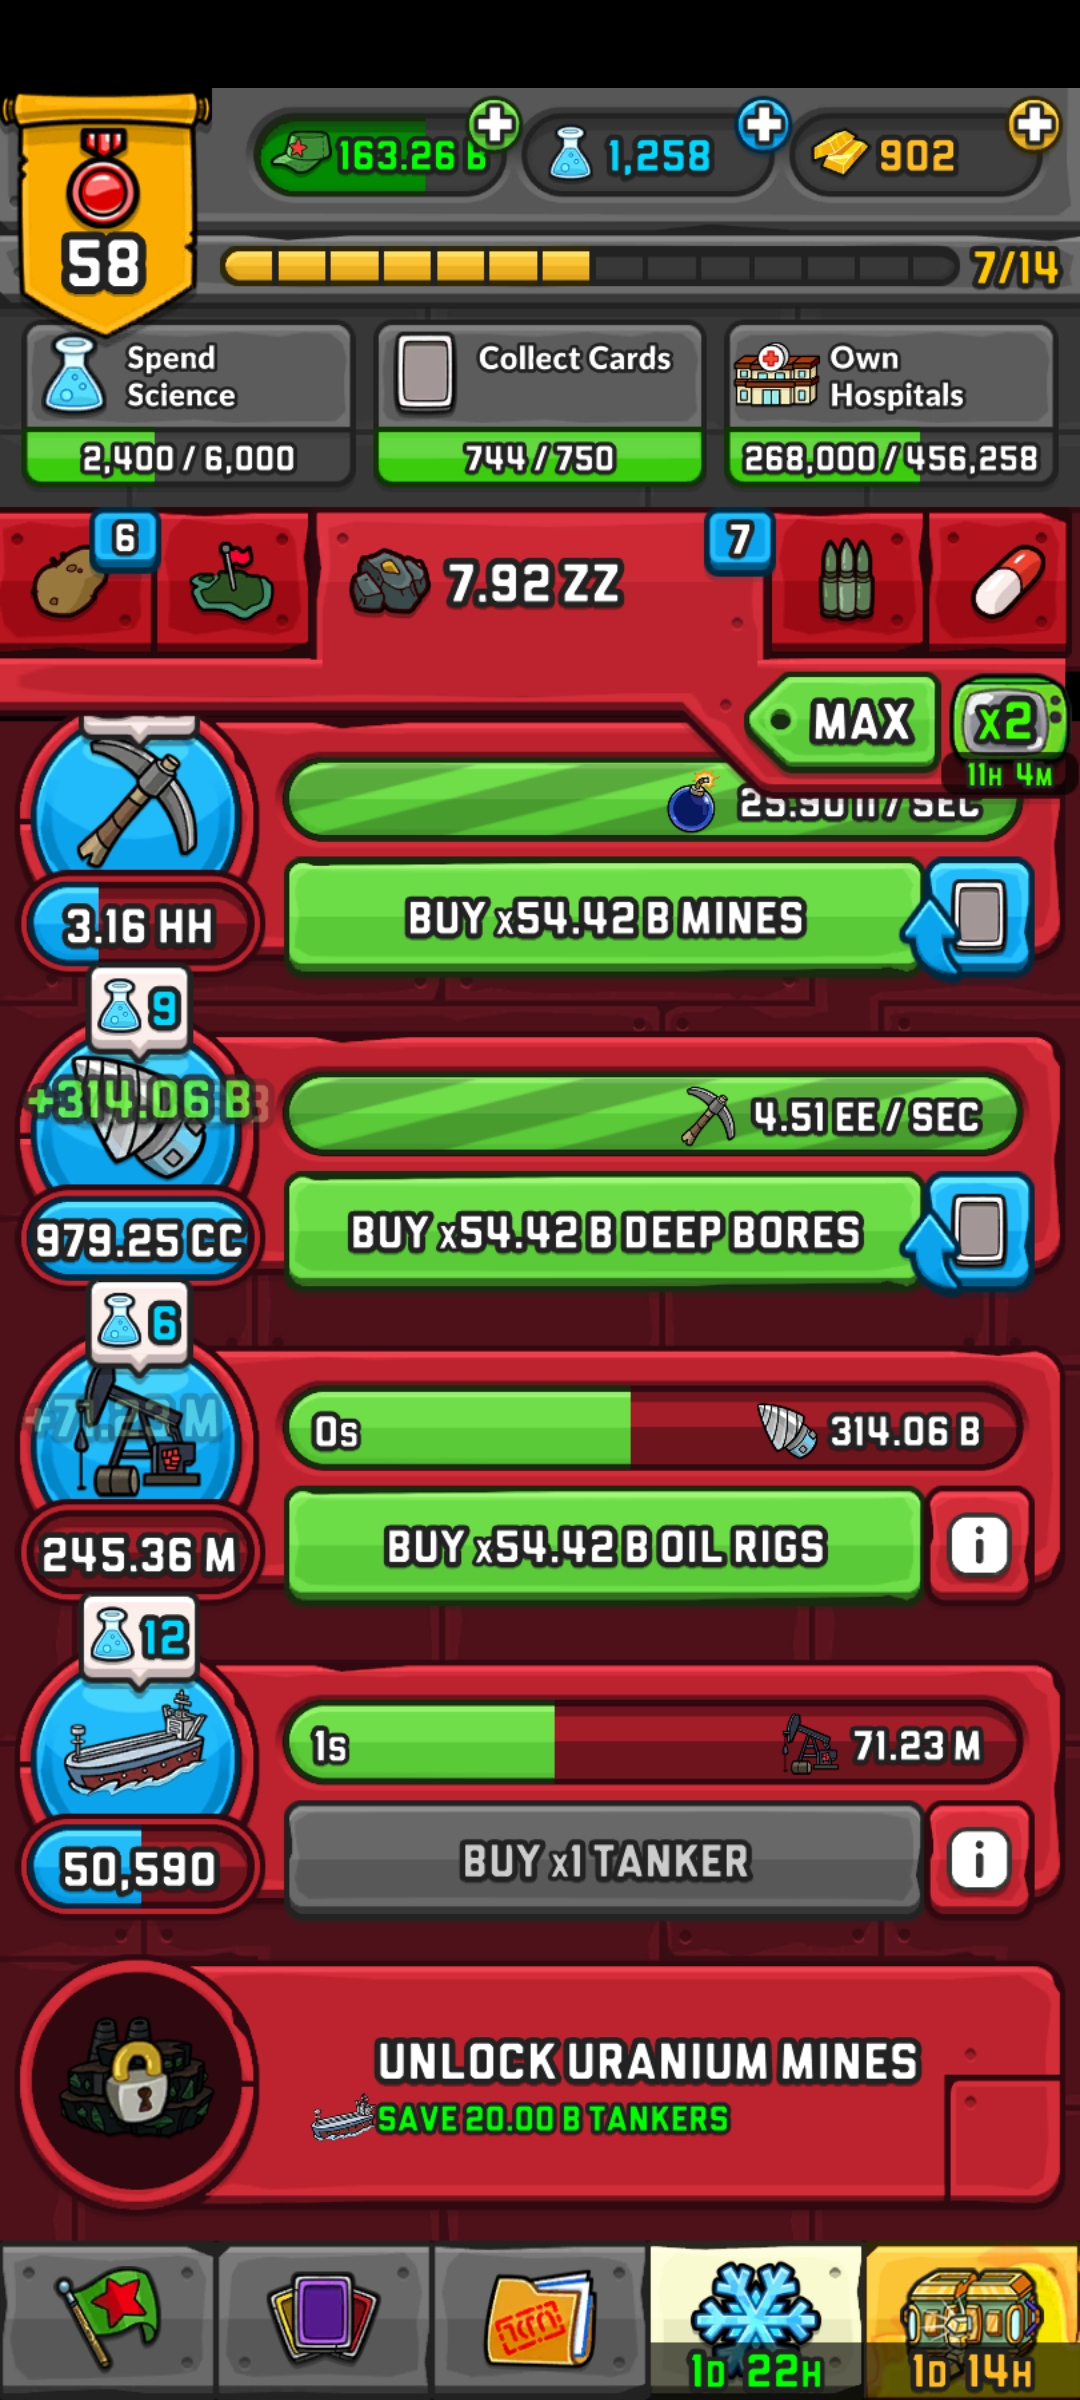 58
163.26 B
1,258
902
7/14
Spend
Science
2,400 / 6,000
Collect Cards
744 / 750
Own
Hospitals
268,000 / 456,258
6
7.92 ZZ
7
MAX
x2
11H 4M
3.16 HH
BUY x54.42 B MINES
9
+314.06 B
4.51 EE / SEC
979.25 CC
BUY x54.42 B DEEP BORES
6
+71.23 M
0s
314.06 B
245.36 M
BUY x54.42 B OIL RIGS
i
12
1s
71.23 M
50,590
BUY x1 TANKER
i
UNLOCK URANIUM MINES
SAVE 20.00 B TANKERS
1D 22H
1D 14H